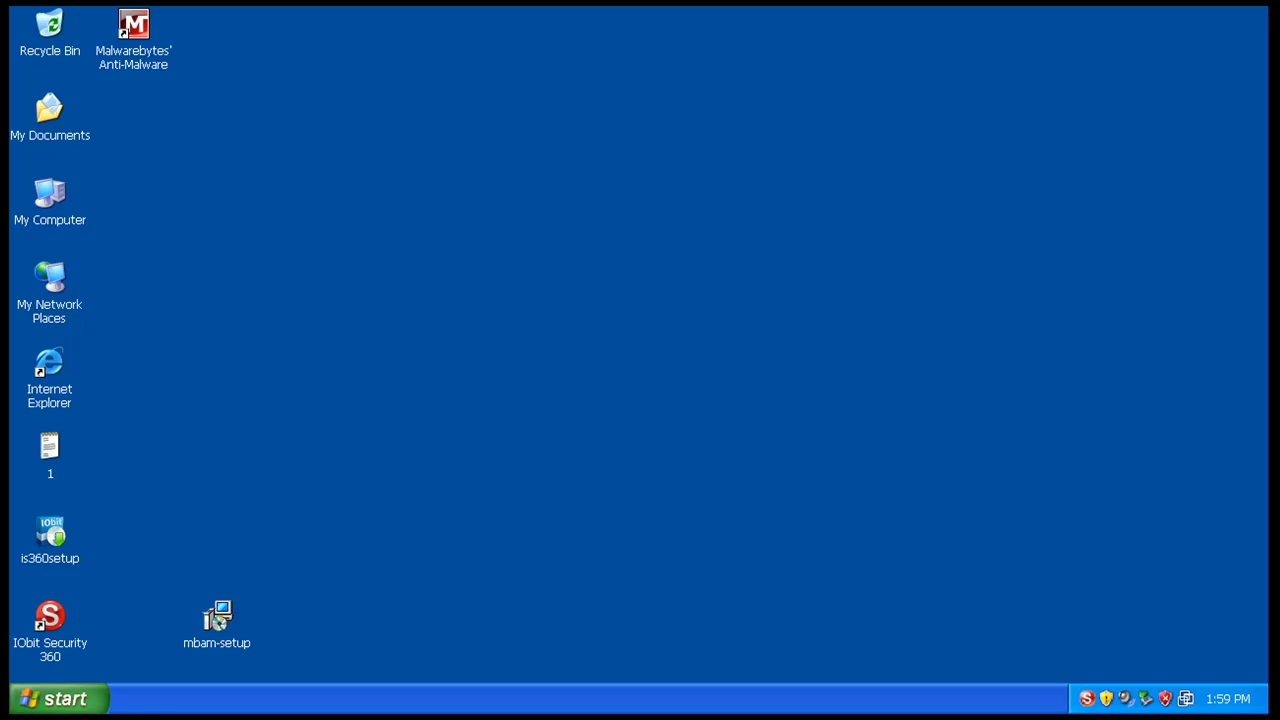 Recycle Bin
Malwarebytes'
Anti-Malware
My Documents
My Computer
My Network
Places
Internet
Explorer
1
IObit
is360setup
S
IObit Security
360
mbam-setup
start
S
1:59 PM